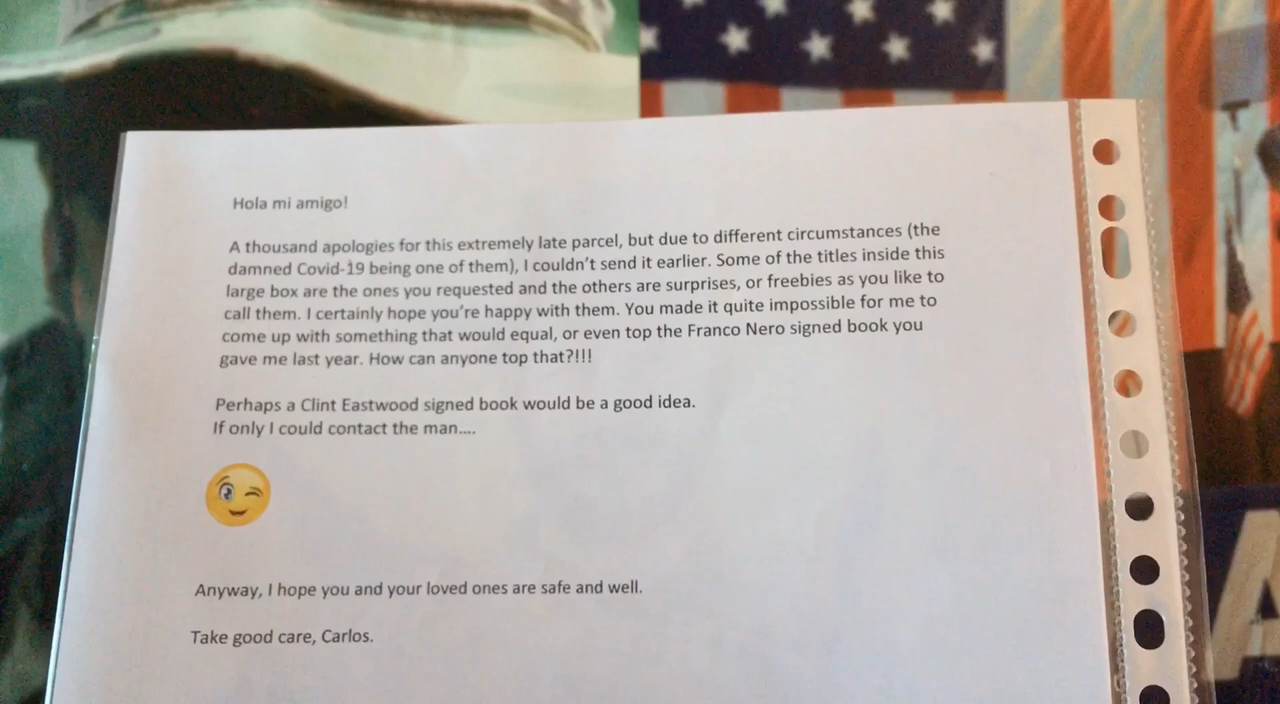 Hola mi amigo!
A thousand apologies for this extremely late parcel, but due to different circumstances (the
damned Covid-19 being one of them), I couldn't send it earlier. Some of the titles inside this
large box are the ones you requested and the others are surprises, or freebies as you like to
call them. I certainly hope you're happy with them. You made it quite impossible for me to
come up with something that would equal, or even top the Franco Nero signed book you
gave me last year. How can anyone top that?!!!
Perhaps a Clint Eastwood signed book would be a good idea.
If only I could contact the man....
Anyway, I hope you and your loved ones are safe and well.
Take good care, Carlos.